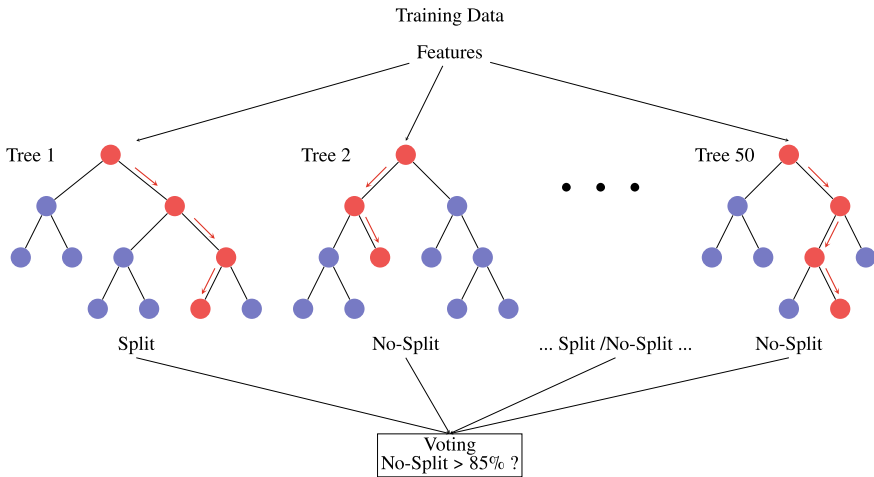 Training Data
Features
Tree 1
Tree 2
Tree 50
Split
No-Split
... Split /No-Split ...
No-Split
Voting
No-Split > 85% ?